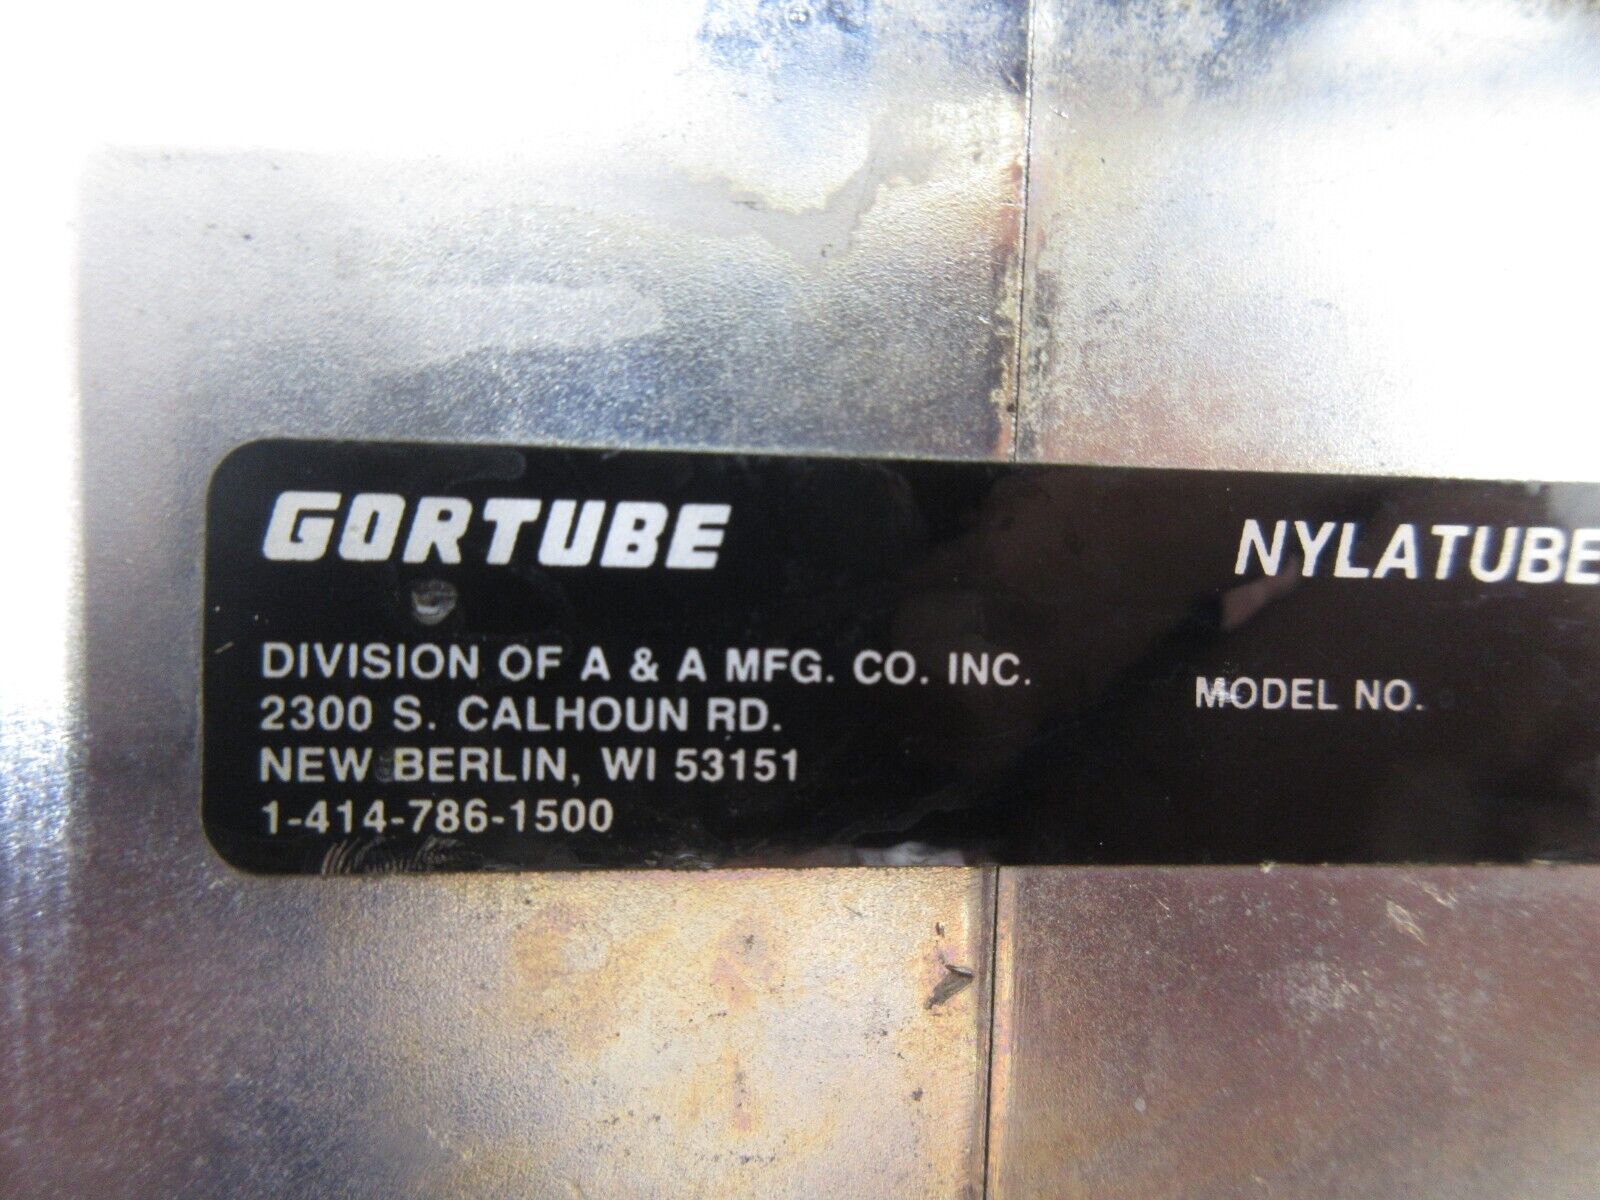 GORTUBE
DIVISION OF A & A MFG. CO. INC.
2300 S. CALHOUN RD.
NEW BERLIN, WI 53151
1-414-786-1500
NYLATUBE
MODEL NO.